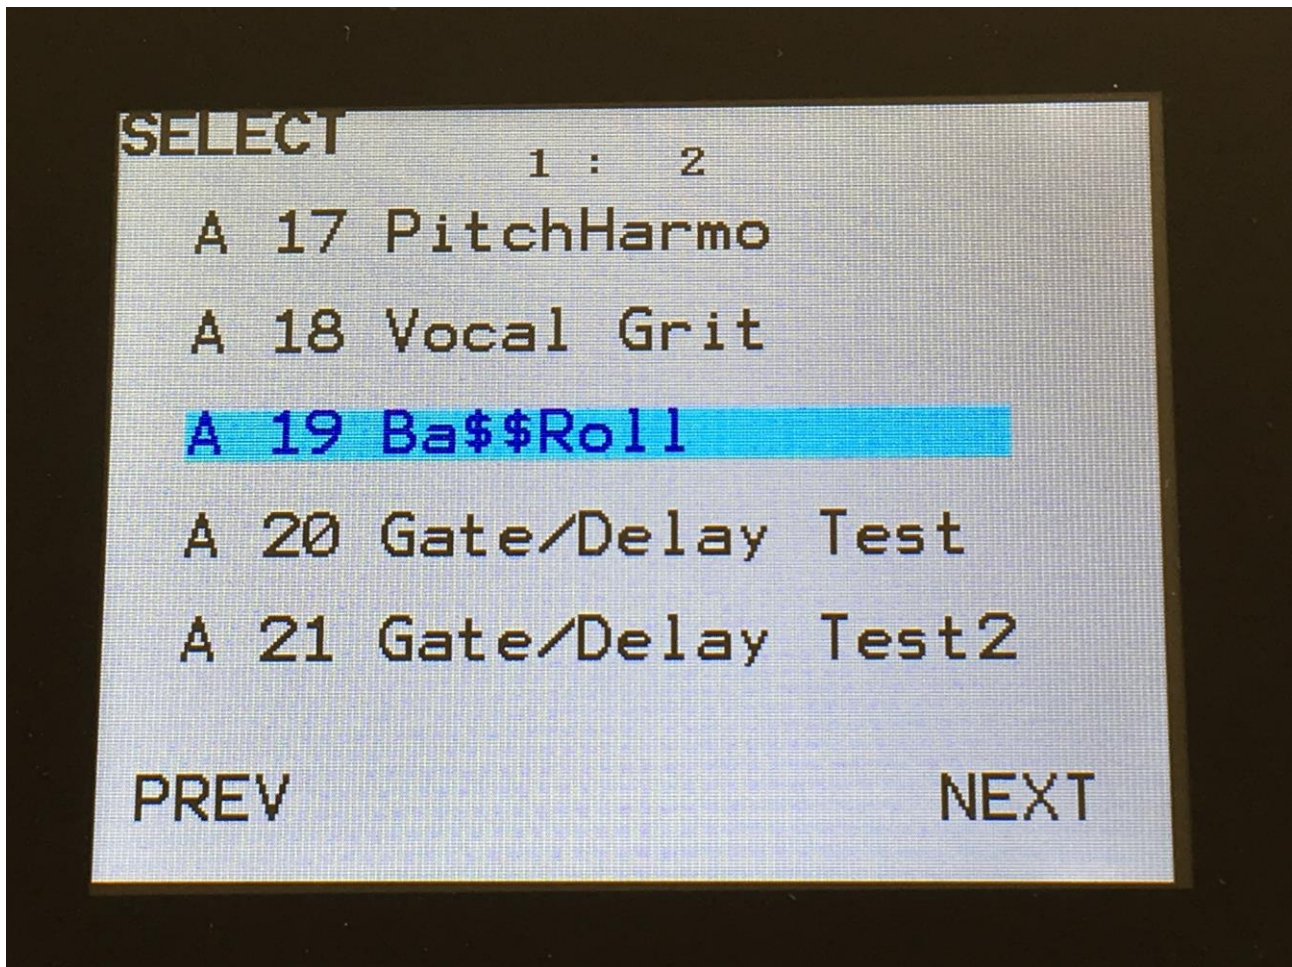 SELECT
1 : 2
A 17 PitchHarmo
A 18 Vocal Grit
A 19 Ba$$Roll
A 20 Gate/Delay Test
A 21 Gate/Delay Test2
PREV NEXT